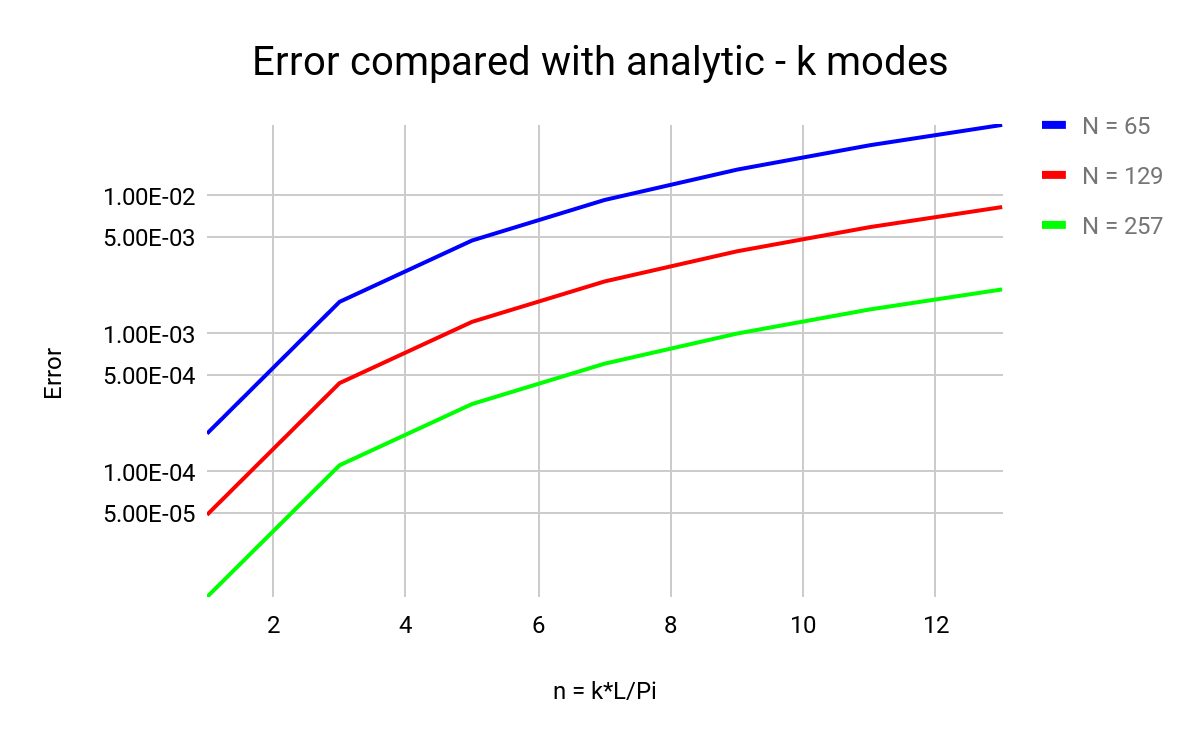 Error compared with analytic - k modes
N = 65
N = 129
N = 257
1.00E-02
5.00E-03
1.00E-03
5.00E-04
1.00E-04
5.00E-05
Error
2 4 6 8 10 12
n = k*L/Pi